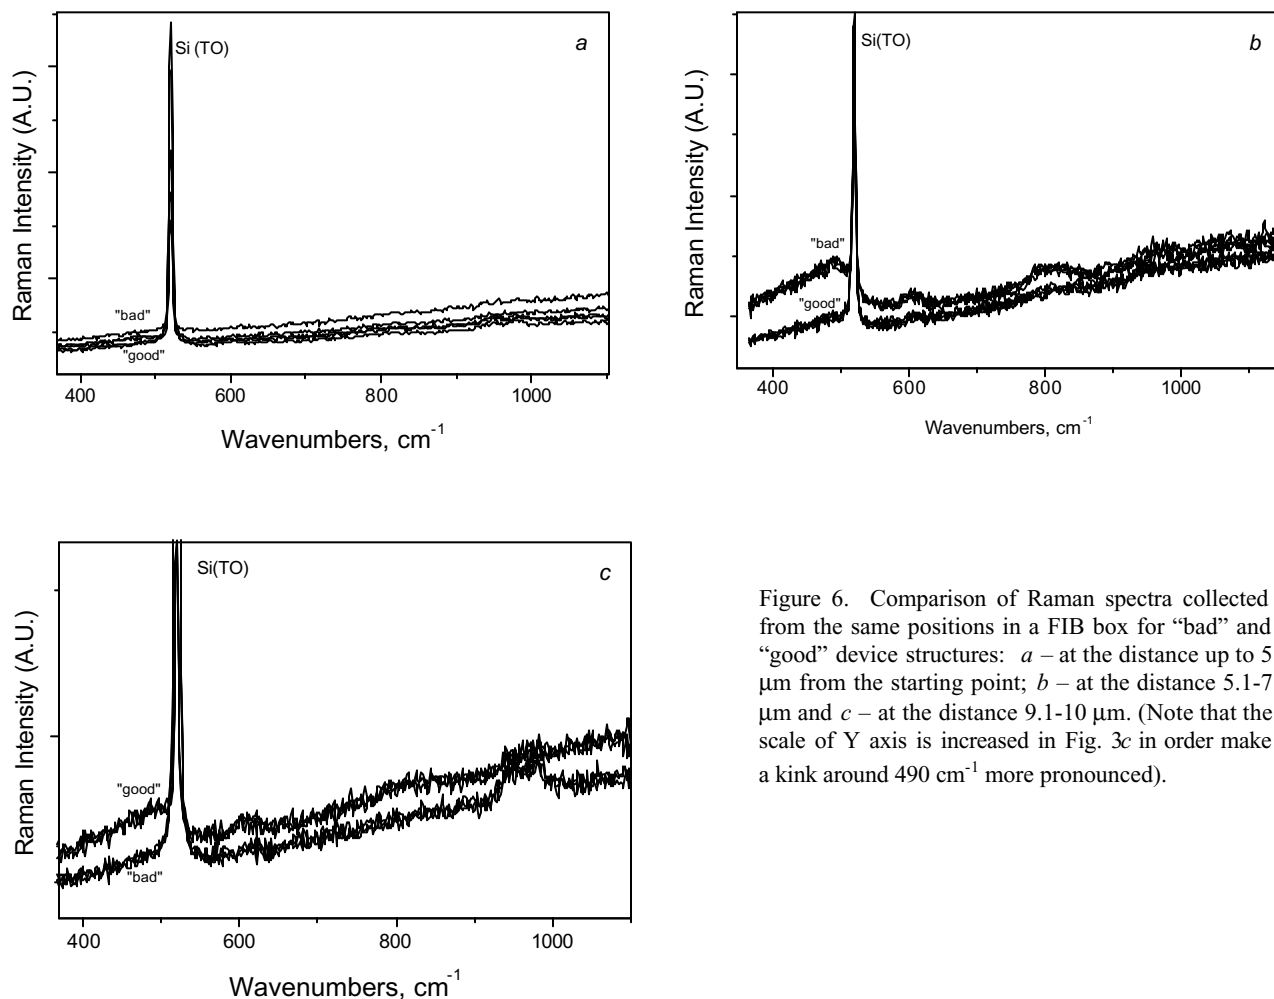 Raman Intensity (A.U.)
Si (TO)
a
"bad"
"good"
400 600 800 1000
Wavenumbers, cm-1
Raman Intensity (A.U.)
Si(TO)
b
"bad"
"good"
400 600 800 1000
Wavenumbers, cm-1
Raman Intensity (A.U.)
Si(TO)
c
"good"
"bad"
400 600 800 1000
Wavenumbers, cm-1
Figure 6. Comparison of Raman spectra collected
from the same positions in a FIB box for “bad” and
“good” device structures: a – at the distance up to 5
μm from the starting point; b – at the distance 5.1-7
μm and c – at the distance 9.1-10 μm. (Note that the
scale of Y axis is increased in Fig. 3c in order make
a kink around 490 cm-1 more pronounced).